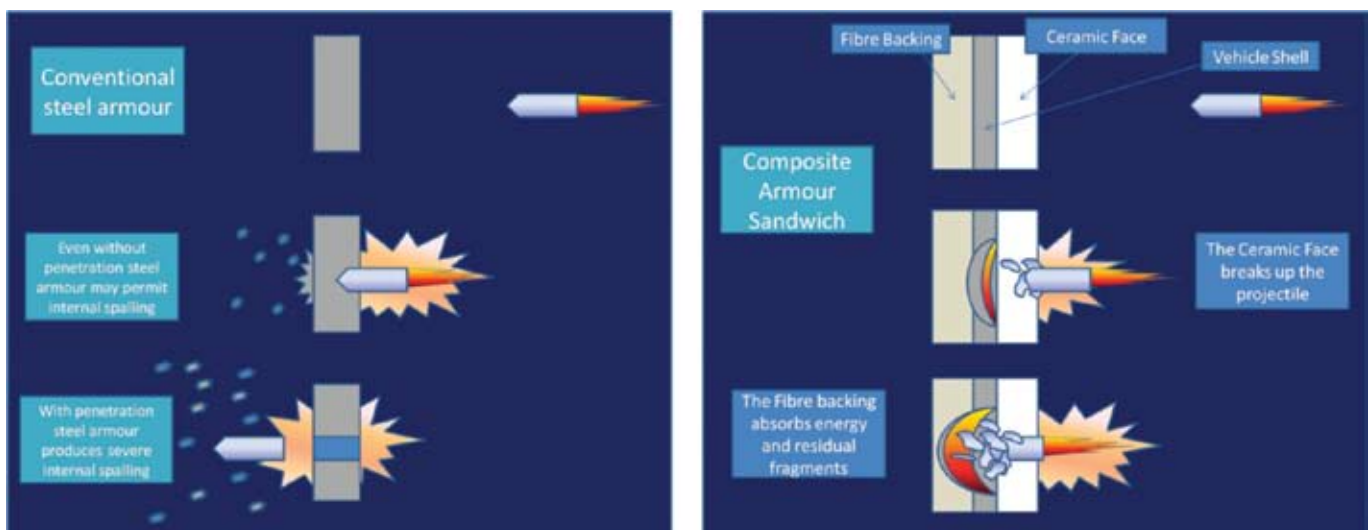 Conventional
steel armour
Even without
penetration steel
armour may permit
internal spalling
With penetration
steel armour
produces severe
internal spalling
Fibre Backing
Ceramic Face
Vehicle Shell
Composite
Armour
Sandwich
The Ceramic Face
breaks up the
projectile
The Fibre backing
absorbs energy
and residual
fragments